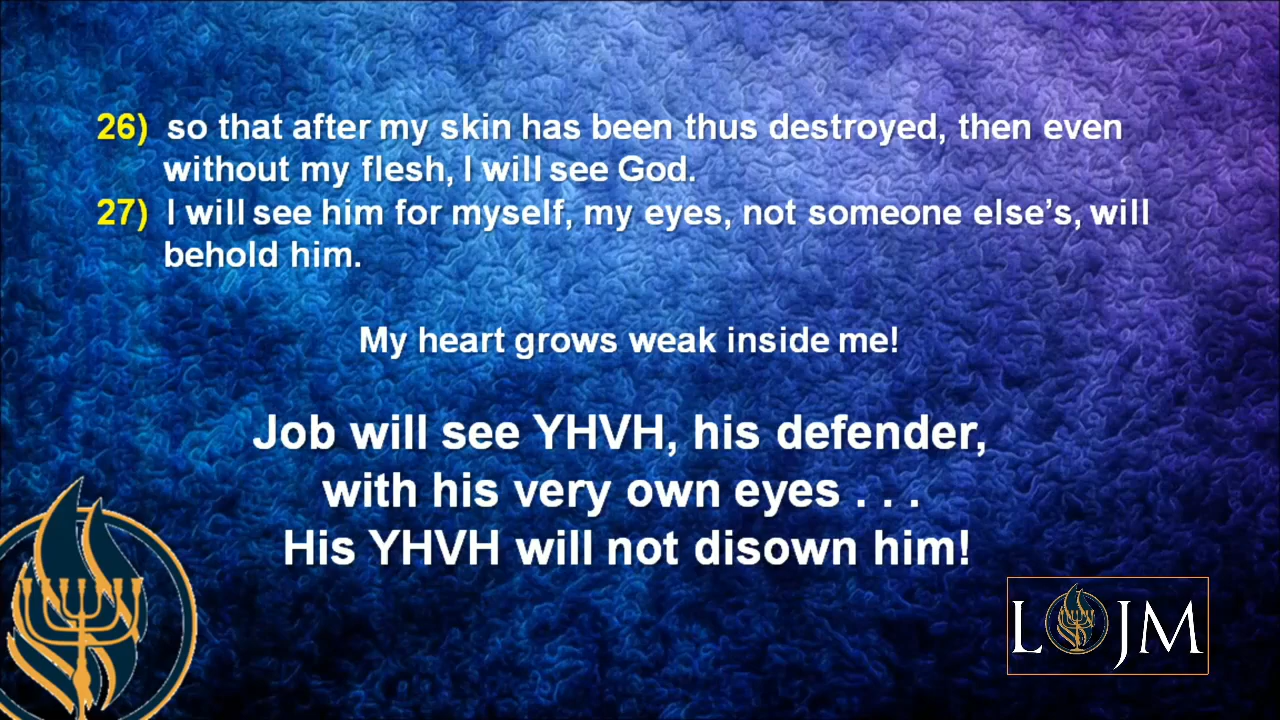 26) so that after my skin has been thus destroyed, then even
without my flesh, I will see God.
27) I will see him for myself, my eyes, not someone else’s, will
behold him.
My heart grows weak inside me!
Job will see YHVH, his defender,
with his very own eyes . . .
His YHVH will not disown him!
L JM